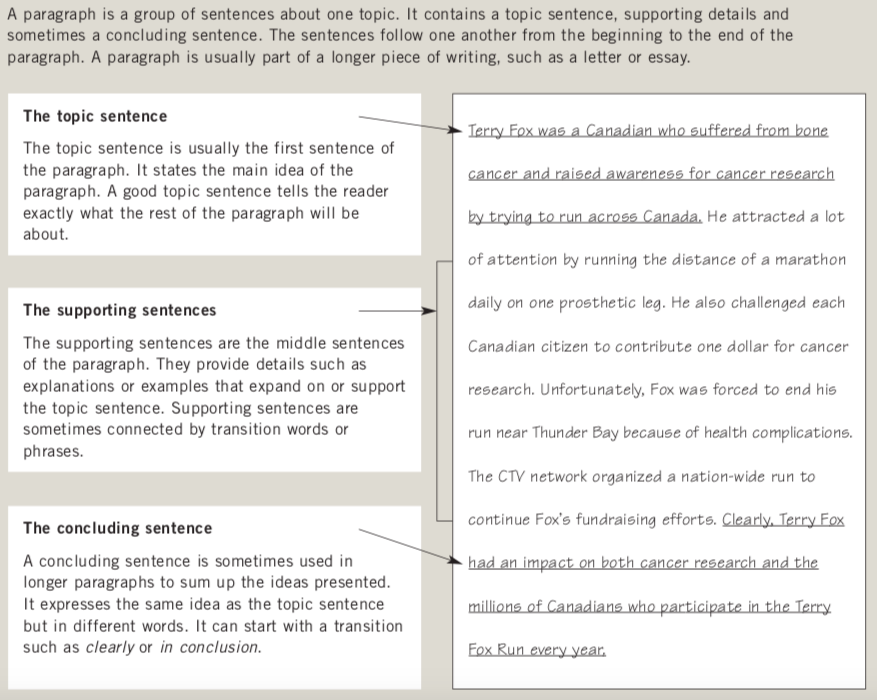 A paragraph is a group of sentences about one topic. It contains a topic sentence, supporting details and
sometimes a concluding sentence. The sentences follow one another from the beginning to the end of the
paragraph. A paragraph is usually part of a longer piece of writing, such as a letter or essay.
The topic sentence
The topic sentence is usually the first sentence of
the paragraph. It states the main idea of the
paragraph. A good topic sentence tells the reader
exactly what the rest of the paragraph will be
about.
The supporting sentences
The supporting sentences are the middle sentences
of the paragraph. They provide details such as
explanations or examples that expand on or support
the topic sentence. Supporting sentences are
sometimes connected by transition words or
phrases.
The concluding sentence
A concluding sentence is sometimes used in
longer paragraphs to sum up the ideas presented.
It expresses the same idea as the topic sentence
but in different words. It can start with a transition
such as clearly or in conclusion.
Terry Fox was a Canadian who suffered from bone
cancer and raised awareness for cancer research
by trying to run across Canada. He attracted a lot
of attention by running the distance of a marathon
daily on one prosthetic leg. He also challenged each
Canadian citizen to contribute one dollar for cancer
research. Unfortunately, Fox was forced to end his
run near Thunder Bay because of health complications.
The CTV network organized a nation-wide run to
continue Fox's fundraising efforts. Clearly, Terry Fox
had an impact on both cancer research and the
millions of Canadians who participate in the Terry
Fox Run every year.